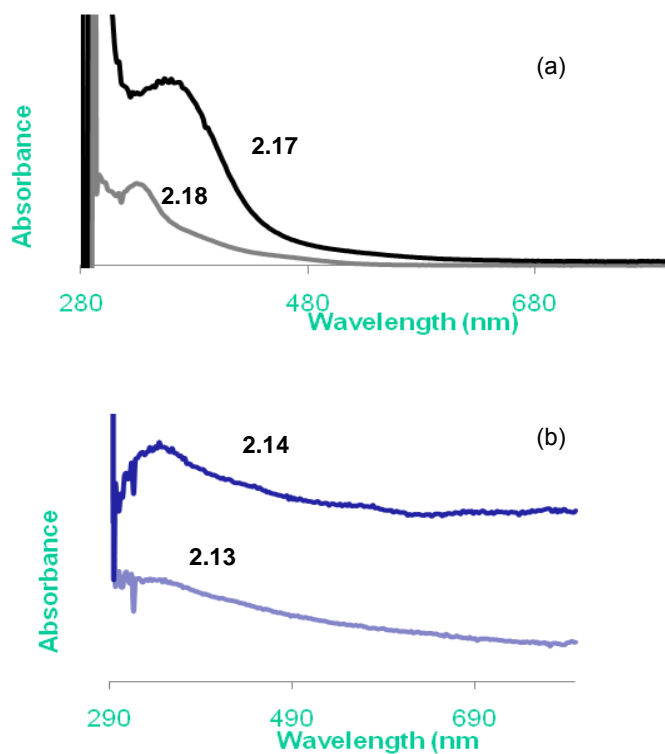 (a)
Absorbance
2.17
2.18
280 480 680
Wavelength (nm)
(b)
Absorbance
2.14
2.13
290 490 690
Wavelength (nm